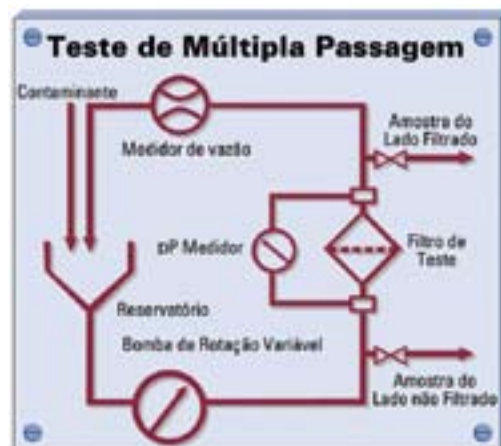 Teste de Múltipla Passagem
Contaminante
Medidor de vazão
Amostra do
Lado Filtrado
DP Medidor
Filtro de
Teste
Reservatório
Bomba de Rotação Variável
Amostra do
Lado não Filtrado